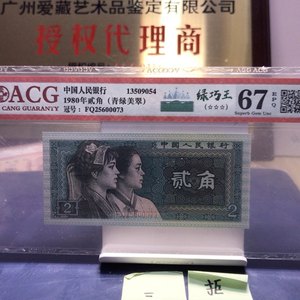 广州爱藏艺术品鉴定有限公司
授权代理商
ACG
CANG GUARANTY
中国人民银行 13509054
1980年贰角（青绿美翠）
冠号：FQ25600073
绿巧王
（☆☆☆）
67 EPQ
Superb Gem Unc
中国人民银行
贰角
2
2
三
拒